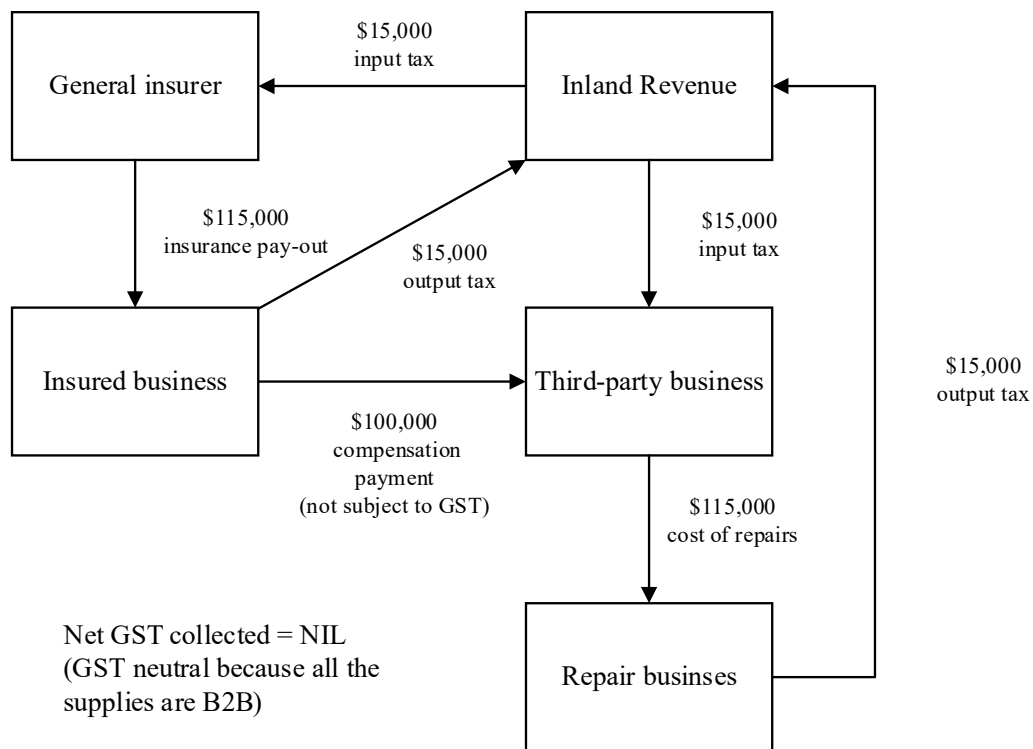 $15,000
input tax
General insurer
Inland Revenue
$115,000
insurance pay-out
$15,000
output tax
$15,000
input tax
Insured business
Third-party business
$15,000
output tax
$100,000
compensation
payment
(not subject to GST)
$115,000
cost of repairs
Net GST collected = NIL
(GST neutral because all the
supplies are B2B)
Repair businses